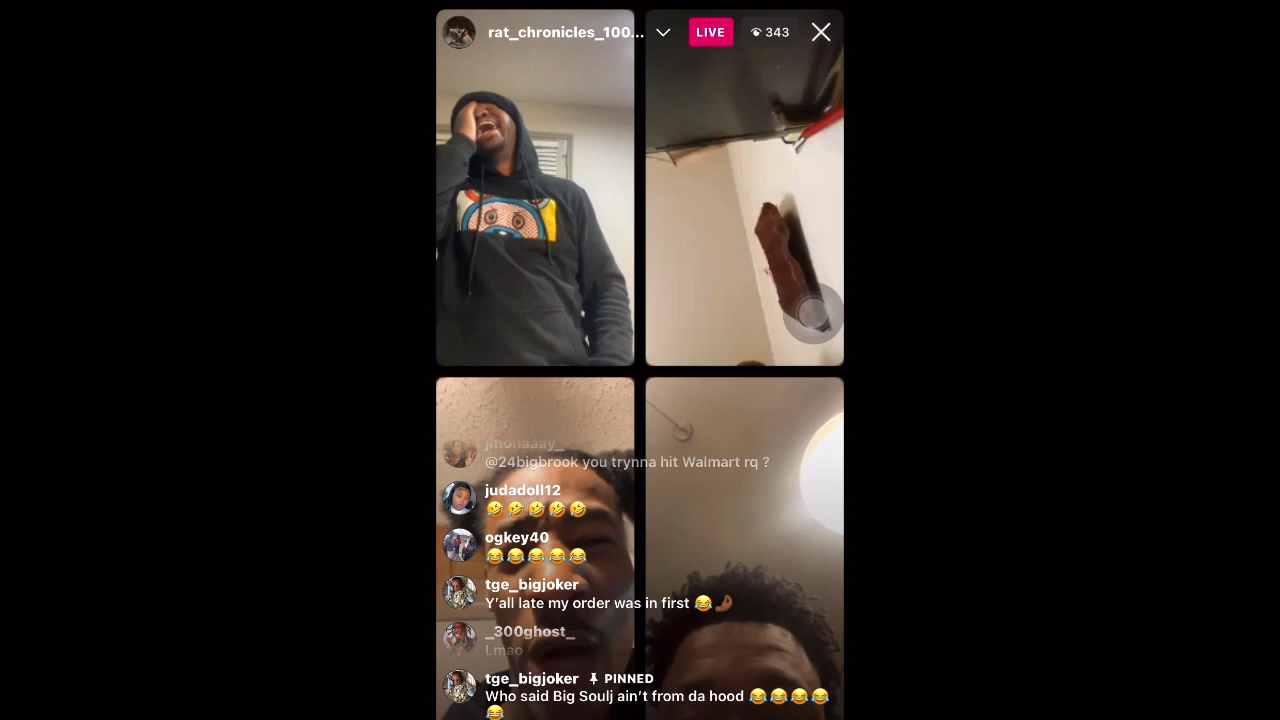 rat_chronicles_100... LIVE 343
jmonaaay_
@24bigbrook you trynna hit Walmart rq ?
judadoll12
🤣🤣🤣🤣🤣
ogkey40
😂😂😂😂😂
tge_bigjoker
Y'all late my order was in first 😂🤌🏾
_300ghost_
Lmao
tge_bigjoker PINNED
Who said Big Soulj ain't from da hood 😂😂😂😂
😂